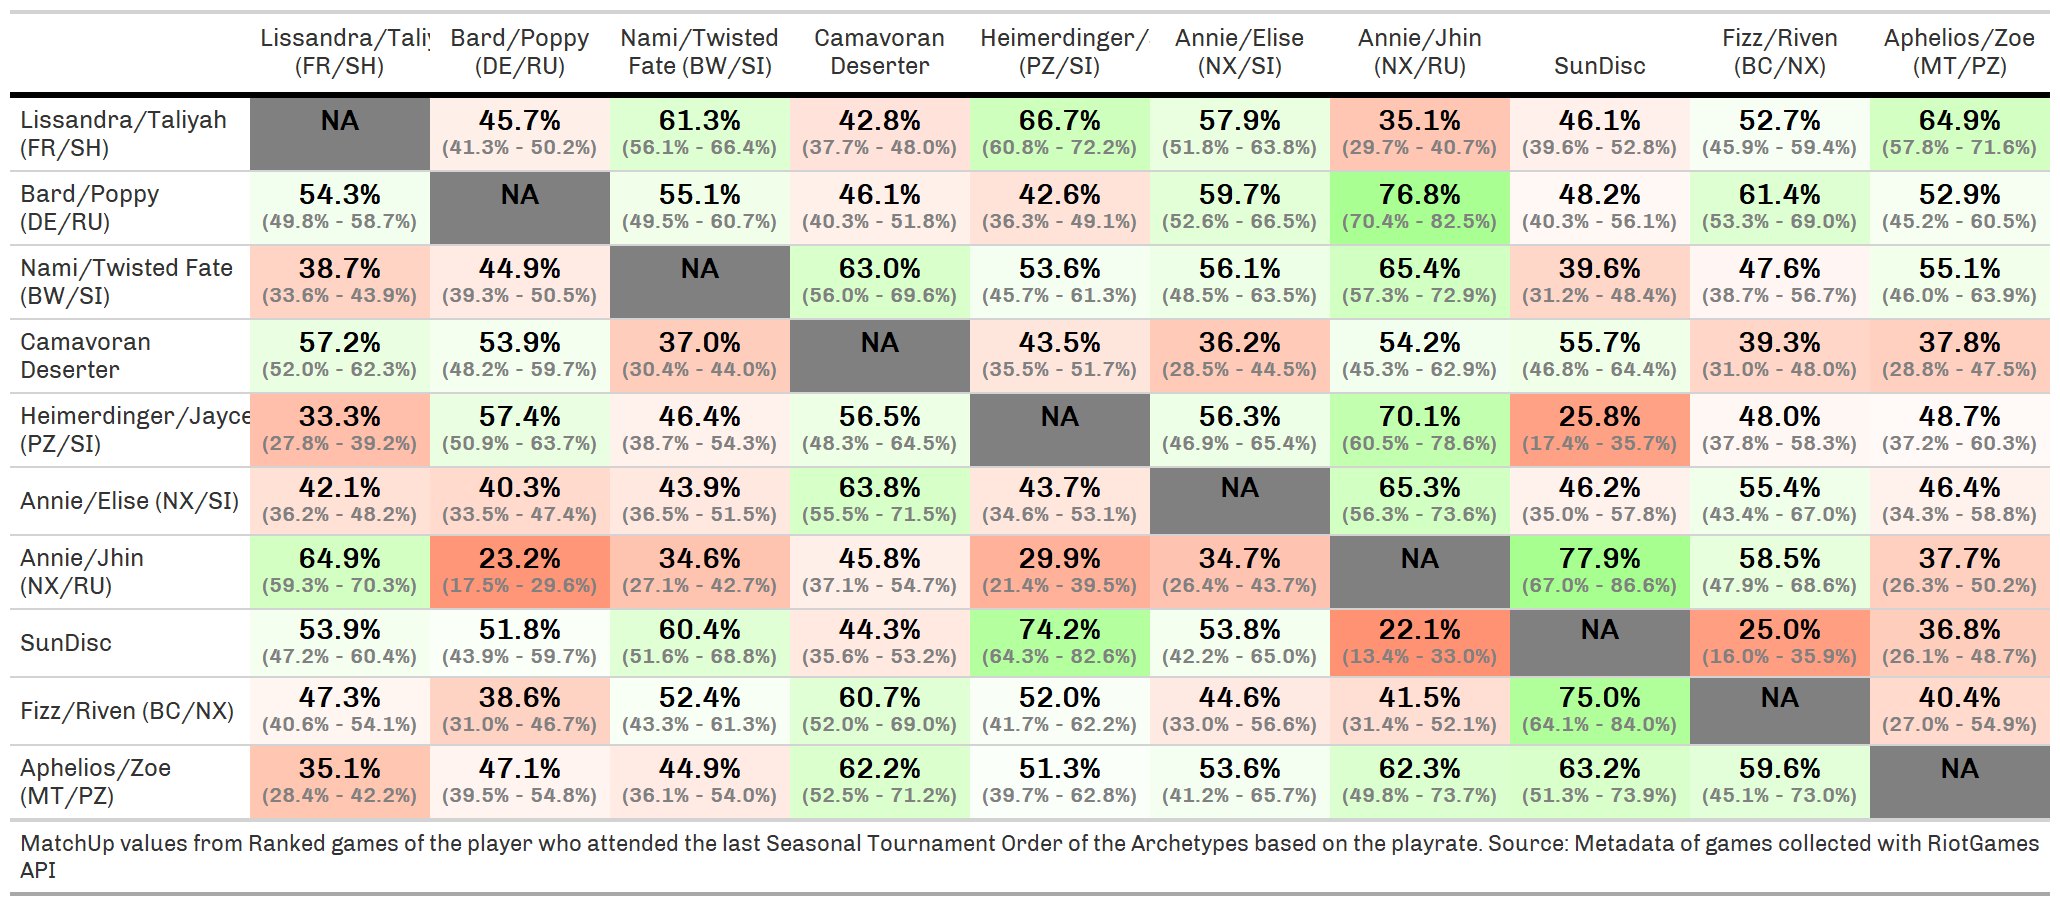 Lissandra/Taliy Bard/Poppy Nami/Twisted Camavoran Heimerdinger/ Annie/Elise Annie/Jhin Fizz/Riven Aphelios/Zoe
(FR/SH) (DE/RU) Fate (BW/SI) Deserter (PZ/SI) (NX/SI) (NX/RU) SunDisc (BC/NX) (MT/PZ)
Lissandra/Taliyah NA 45.7% 61.3% 42.8% 66.7% 57.9% 35.1% 46.1% 52.7% 64.9%
(FR/SH) (41.3% - 50.2%) (56.1% - 66.4%) (37.7% - 48.0%) (60.8% - 72.2%) (51.8% - 63.8%) (29.7% - 40.7%) (39.6% - 52.8%) (45.9% - 59.4%) (57.8% - 71.6%)
Bard/Poppy 54.3% NA 55.1% 46.1% 42.6% 59.7% 76.8% 48.2% 61.4% 52.9%
(DE/RU) (49.8% - 58.7%) (49.5% - 60.7%) (40.3% - 51.8%) (36.3% - 49.1%) (52.6% - 66.5%) (70.4% - 82.5%) (40.3% - 56.1%) (53.3% - 69.0%) (45.2% - 60.5%)
Nami/Twisted Fate 38.7% 44.9% NA 63.0% 53.6% 56.1% 65.4% 39.6% 47.6% 55.1%
(BW/SI) (33.6% - 43.9%) (39.3% - 50.5%) (56.0% - 69.6%) (45.7% - 61.3%) (48.5% - 63.5%) (57.3% - 72.9%) (31.2% - 48.4%) (38.7% - 56.7%) (46.0% - 63.9%)
Camavoran 57.2% 53.9% 37.0% NA 43.5% 36.2% 54.2% 55.7% 39.3% 37.8%
Deserter (52.0% - 62.3%) (48.2% - 59.7%) (30.4% - 44.0%) (35.5% - 51.7%) (28.5% - 44.5%) (45.3% - 62.9%) (46.8% - 64.4%) (31.0% - 48.0%) (28.8% - 47.5%)
Heimerdinger/Jayce 33.3% 57.4% 46.4% 56.5% NA 56.3% 70.1% 25.8% 48.0% 48.7%
(PZ/SI) (27.8% - 39.2%) (50.9% - 63.7%) (38.7% - 54.3%) (48.3% - 64.5%) (46.9% - 65.4%) (60.5% - 78.6%) (17.4% - 35.7%) (37.8% - 58.3%) (37.2% - 60.3%)
Annie/Elise (NX/SI) 42.1% 40.3% 43.9% 63.8% 43.7% NA 65.3% 46.2% 55.4% 46.4%
(36.2% - 48.2%) (33.5% - 47.4%) (36.5% - 51.5%) (55.5% - 71.5%) (34.6% - 53.1%) (56.3% - 73.6%) (35.0% - 57.8%) (43.4% - 67.0%) (34.3% - 58.8%)
Annie/Jhin 64.9% 23.2% 34.6% 45.8% 29.9% 34.7% NA 77.9% 58.5% 37.7%
(NX/RU) (59.3% - 70.3%) (17.5% - 29.6%) (27.1% - 42.7%) (37.1% - 54.7%) (21.4% - 39.5%) (26.4% - 43.7%) (67.0% - 86.6%) (47.9% - 68.6%) (26.3% - 50.2%)
SunDisc 53.9% 51.8% 60.4% 44.3% 74.2% 53.8% 22.1% NA 25.0% 36.8%
(47.2% - 60.4%) (43.9% - 59.7%) (51.6% - 68.8%) (35.6% - 53.2%) (64.3% - 82.6%) (42.2% - 65.0%) (13.4% - 33.0%) (16.0% - 35.9%) (26.1% - 48.7%)
Fizz/Riven (BC/NX) 47.3% 38.6% 52.4% 60.7% 52.0% 44.6% 41.5% 75.0% NA 40.4%
(40.6% - 54.1%) (31.0% - 46.7%) (43.3% - 61.3%) (52.0% - 69.0%) (41.7% - 62.2%) (33.0% - 56.6%) (31.4% - 52.1%) (64.1% - 84.0%) (27.0% - 54.9%)
Aphelios/Zoe 35.1% 47.1% 44.9% 62.2% 51.3% 53.6% 62.3% 63.2% 59.6% NA
(MT/PZ) (28.4% - 42.2%) (39.5% - 54.8%) (36.1% - 54.0%) (52.5% - 71.2%) (39.7% - 62.8%) (41.2% - 65.7%) (49.8% - 73.7%) (51.3% - 73.9%) (45.1% - 73.0%)
MatchUp values from Ranked games of the player who attended the last Seasonal Tournament Order of the Archetypes based on the playrate. Source: Metadata of games collected with RiotGames
API